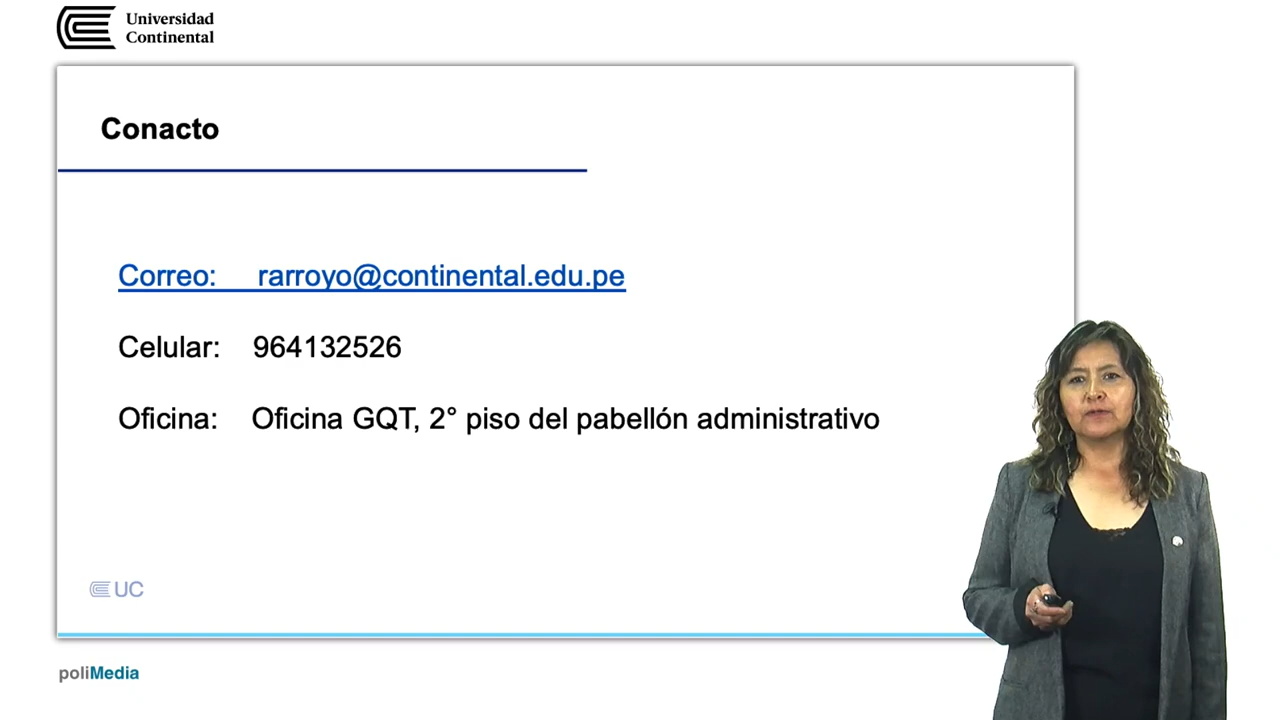 Universidad
Continental
Conacto
Correo: rarroyo@continental.edu.pe
Celular: 964132526
Oficina: Oficina GQT, 2° piso del pabellón administrativo
UC
poliMedia